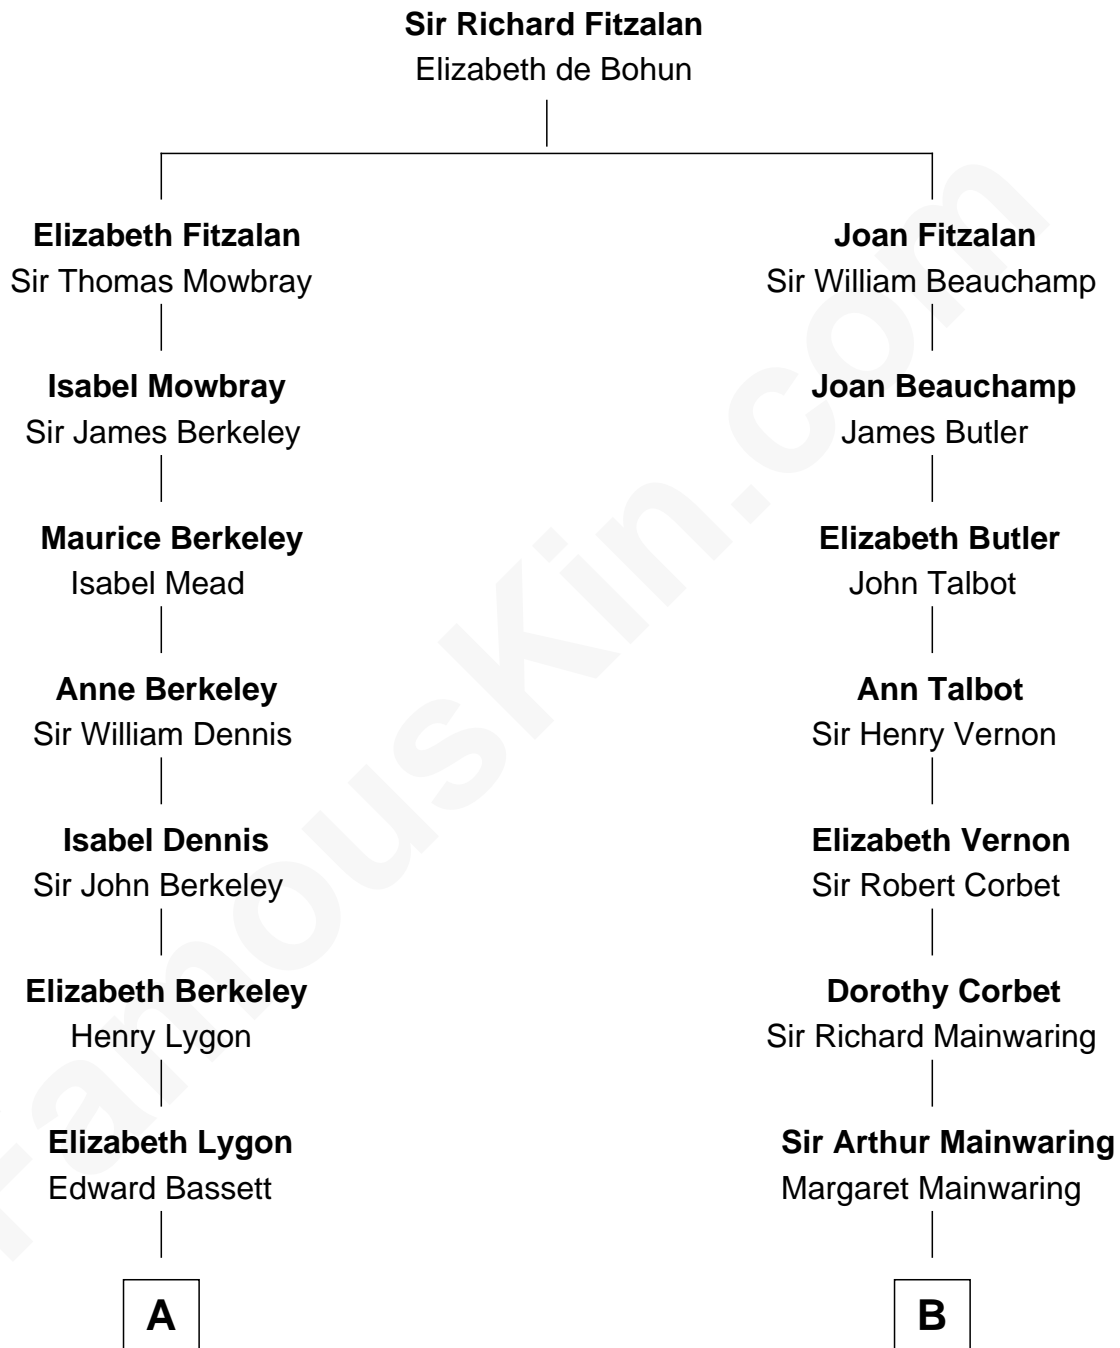 Sir Richard Fitzalan
Elizabeth de Bohun
Elizabeth Fitzalan
Sir Thomas Mowbray
Joan Fitzalan
Sir William Beauchamp
Isabel Mowbray
Sir James Berkeley
Joan Beauchamp
James Butler
Maurice Berkeley
Isabel Mead
Elizabeth Butler
John Talbot
Anne Berkeley
Sir William Dennis
Ann Talbot
Sir Henry Vernon
Isabel Dennis
Sir John Berkeley
Elizabeth Vernon
Sir Robert Corbet
Elizabeth Berkeley
Henry Lygon
Dorothy Corbet
Sir Richard Mainwaring
Elizabeth Lygon
Edward Bassett
Sir Arthur Mainwaring
Margaret Mainwaring
A
B
FamousKin.com